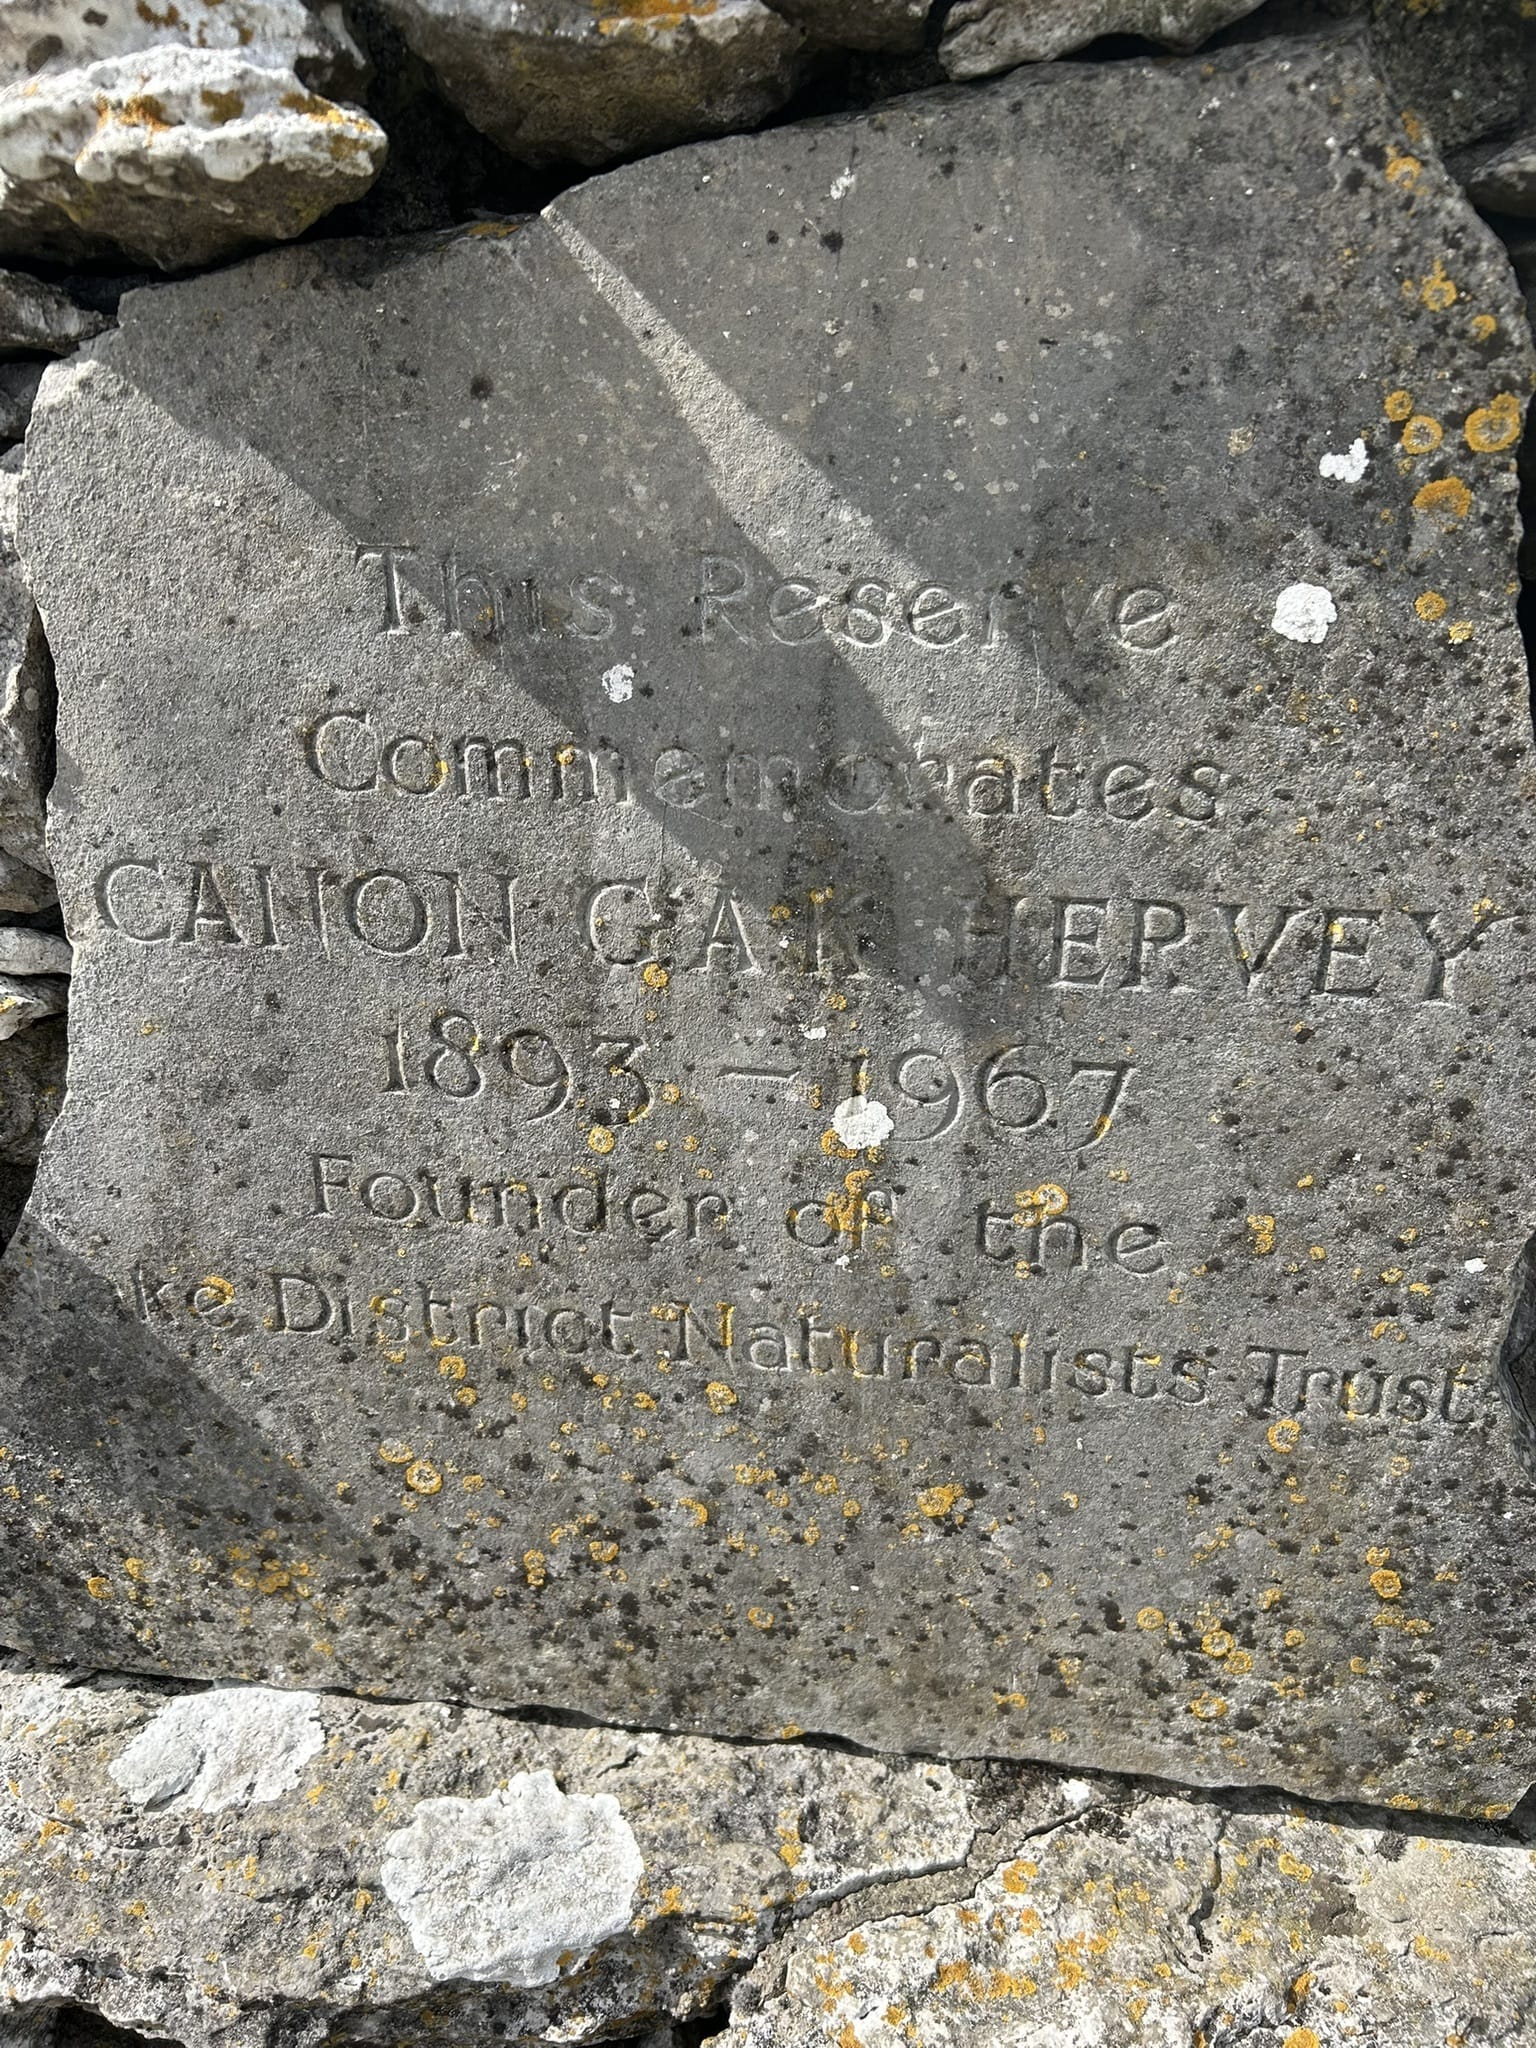 This Reserve
Commemorates
CANON G.A.K. HERVEY
1893 – 1967
Founder of the
ke District Naturalists Trust